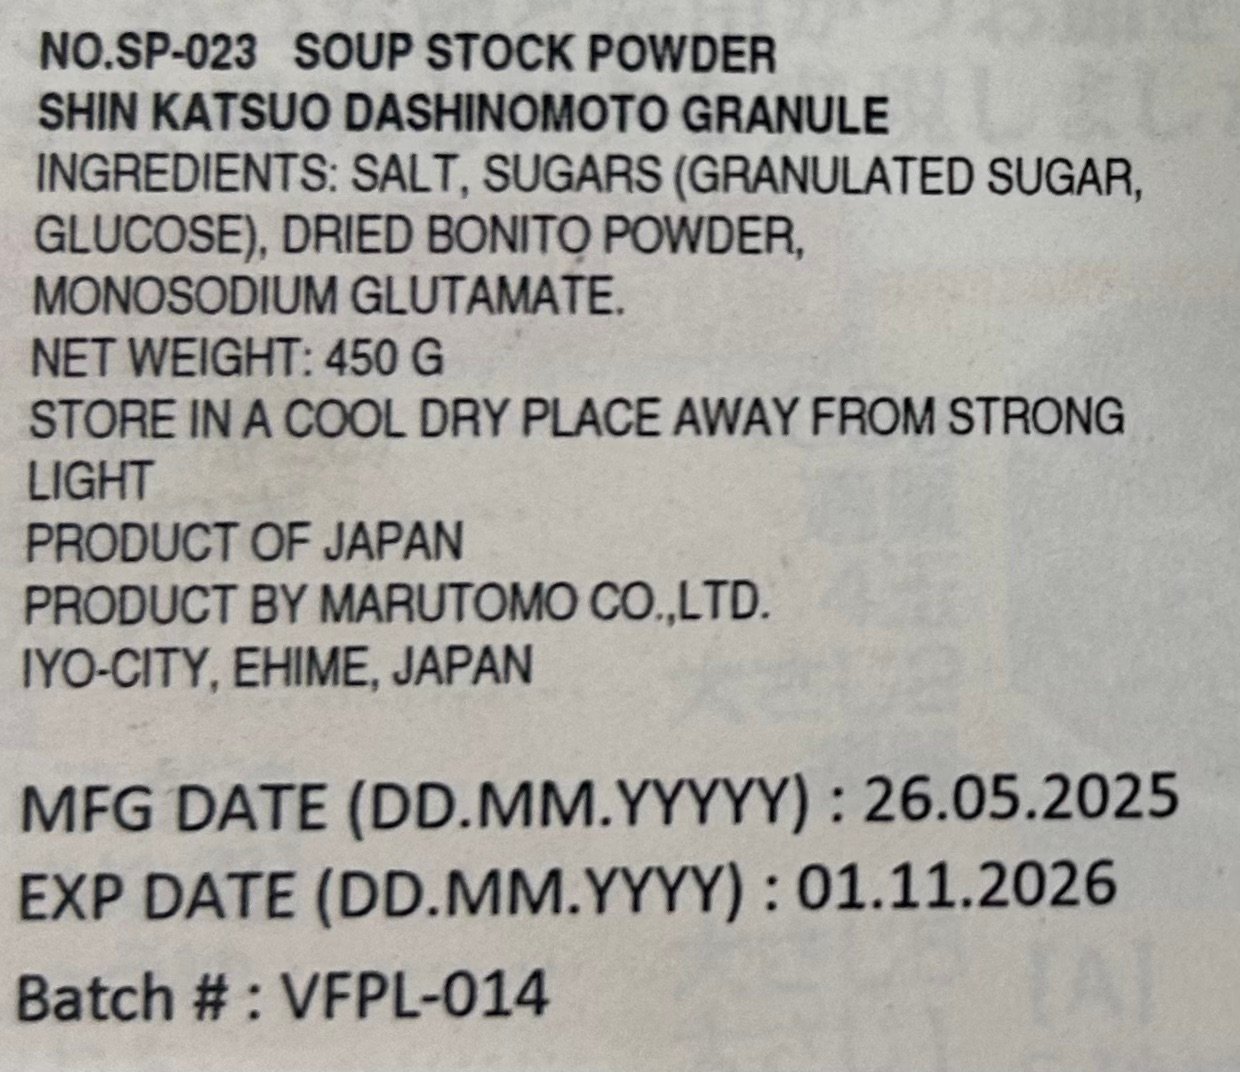 NO.SP-023 SOUP STOCK POWDER
SHIN KATSUO DASHINOMOTO GRANULE
INGREDIENTS: SALT, SUGARS (GRANULATED SUGAR,
GLUCOSE), DRIED BONITO POWDER,
MONOSODIUM GLUTAMATE.
NET WEIGHT: 450 G
STORE IN A COOL DRY PLACE AWAY FROM STRONG
LIGHT
PRODUCT OF JAPAN
PRODUCT BY MARUTOMO CO.,LTD.
IYO-CITY, EHIME, JAPAN
MFG DATE (DD.MM.YYYYY) : 26.05.2025
EXP DATE (DD.MM.YYYY) : 01.11.2026
Batch # : VFPL-014